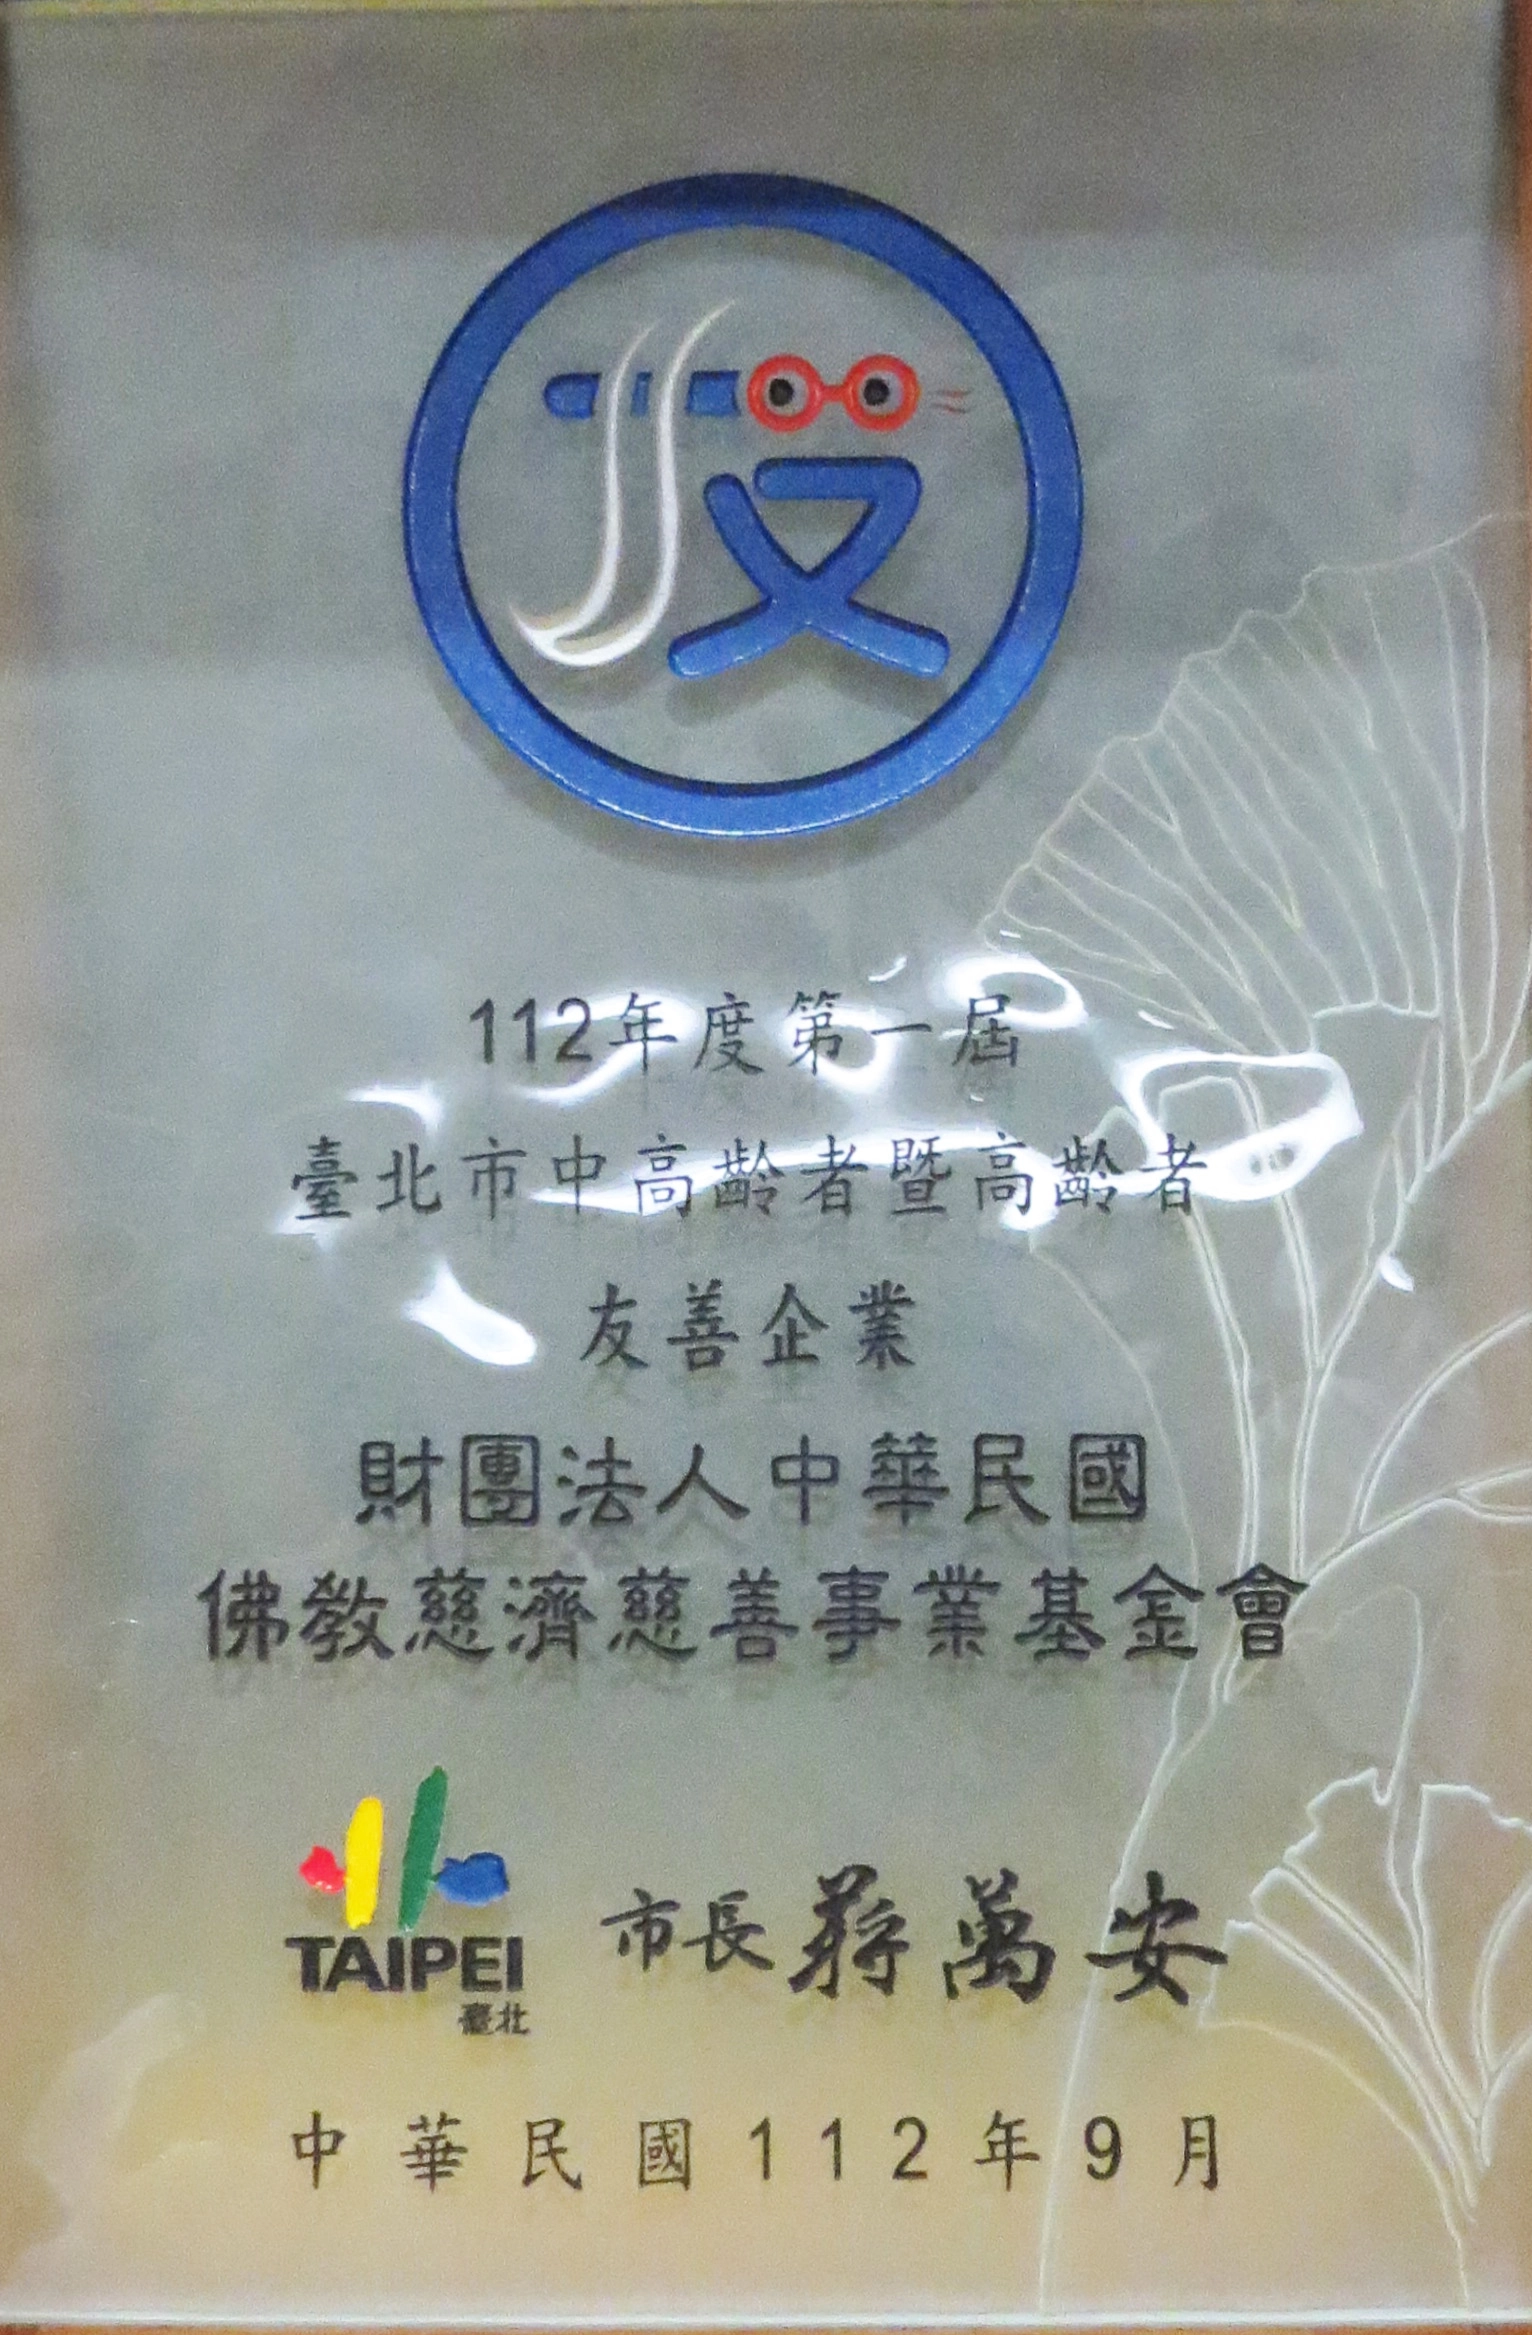 112年度第一屆
臺北市中高齡者暨高齡者
友善企業
財團法人中華民國
佛教慈濟慈善事業基金會
TAIPEI
臺北
市長 蔣萬安
中華民國112年9月